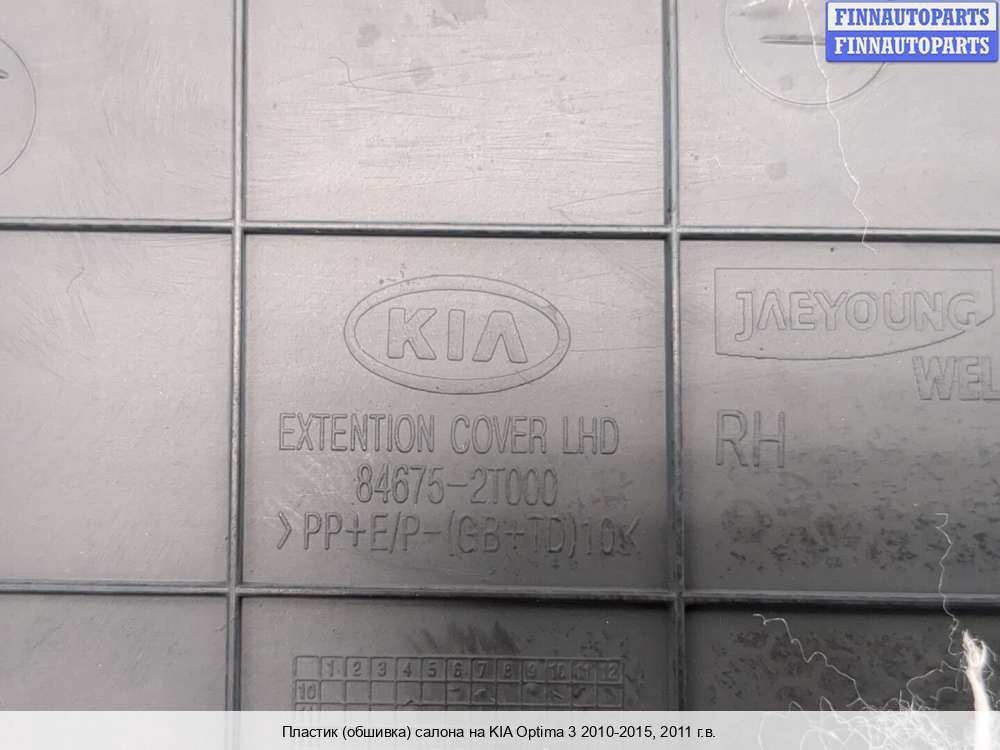 FINNAUTOPARTS
FINNAUTOPARTS
KIA
JAEYOUNG
WEL
EXTENTION COVER LHD
RH
84675-2T000
>PP+E/P-(GB+TD)10<
1 2 3 4 5 6 7 8 9 10 11 12
10
Пластик (обшивка) салона на KIA Optima 3 2010-2015, 2011 г.в.